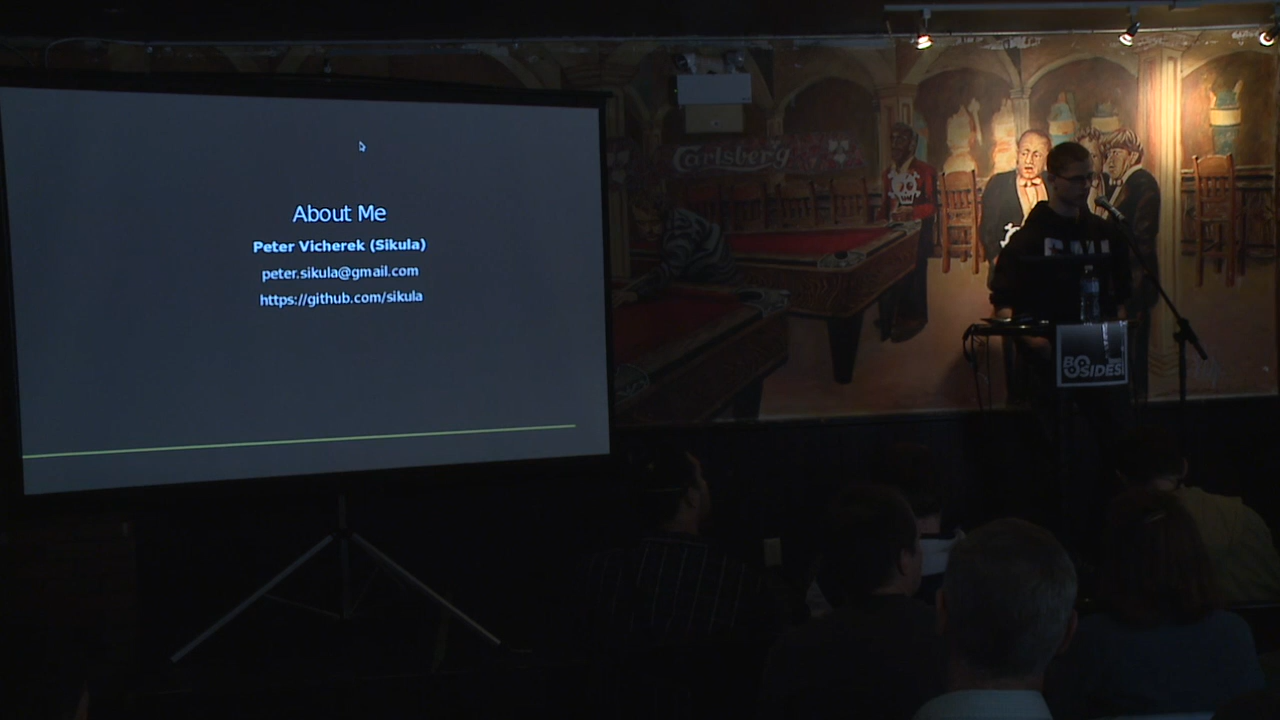 About Me
Peter Vicherek (Sikula)
peter.sikula@gmail.com
https://github.com/sikula
Carlsberg
BSIDES